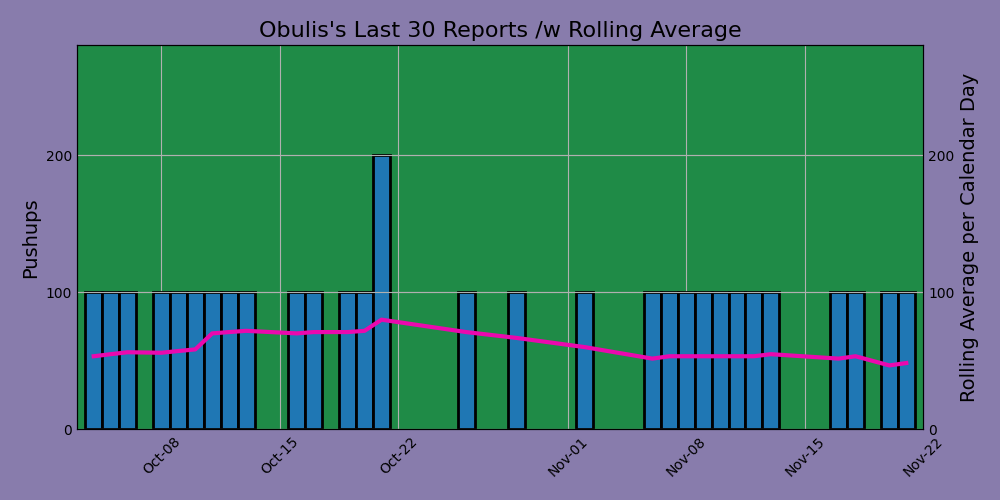 Obulis's Last 30 Reports /w Rolling Average
Pushups
200
100
0
200
100
0
Rolling Average per Calendar Day
Oct-08
Oct-15
Oct-22
Nov-01
Nov-08
Nov-15
Nov-22